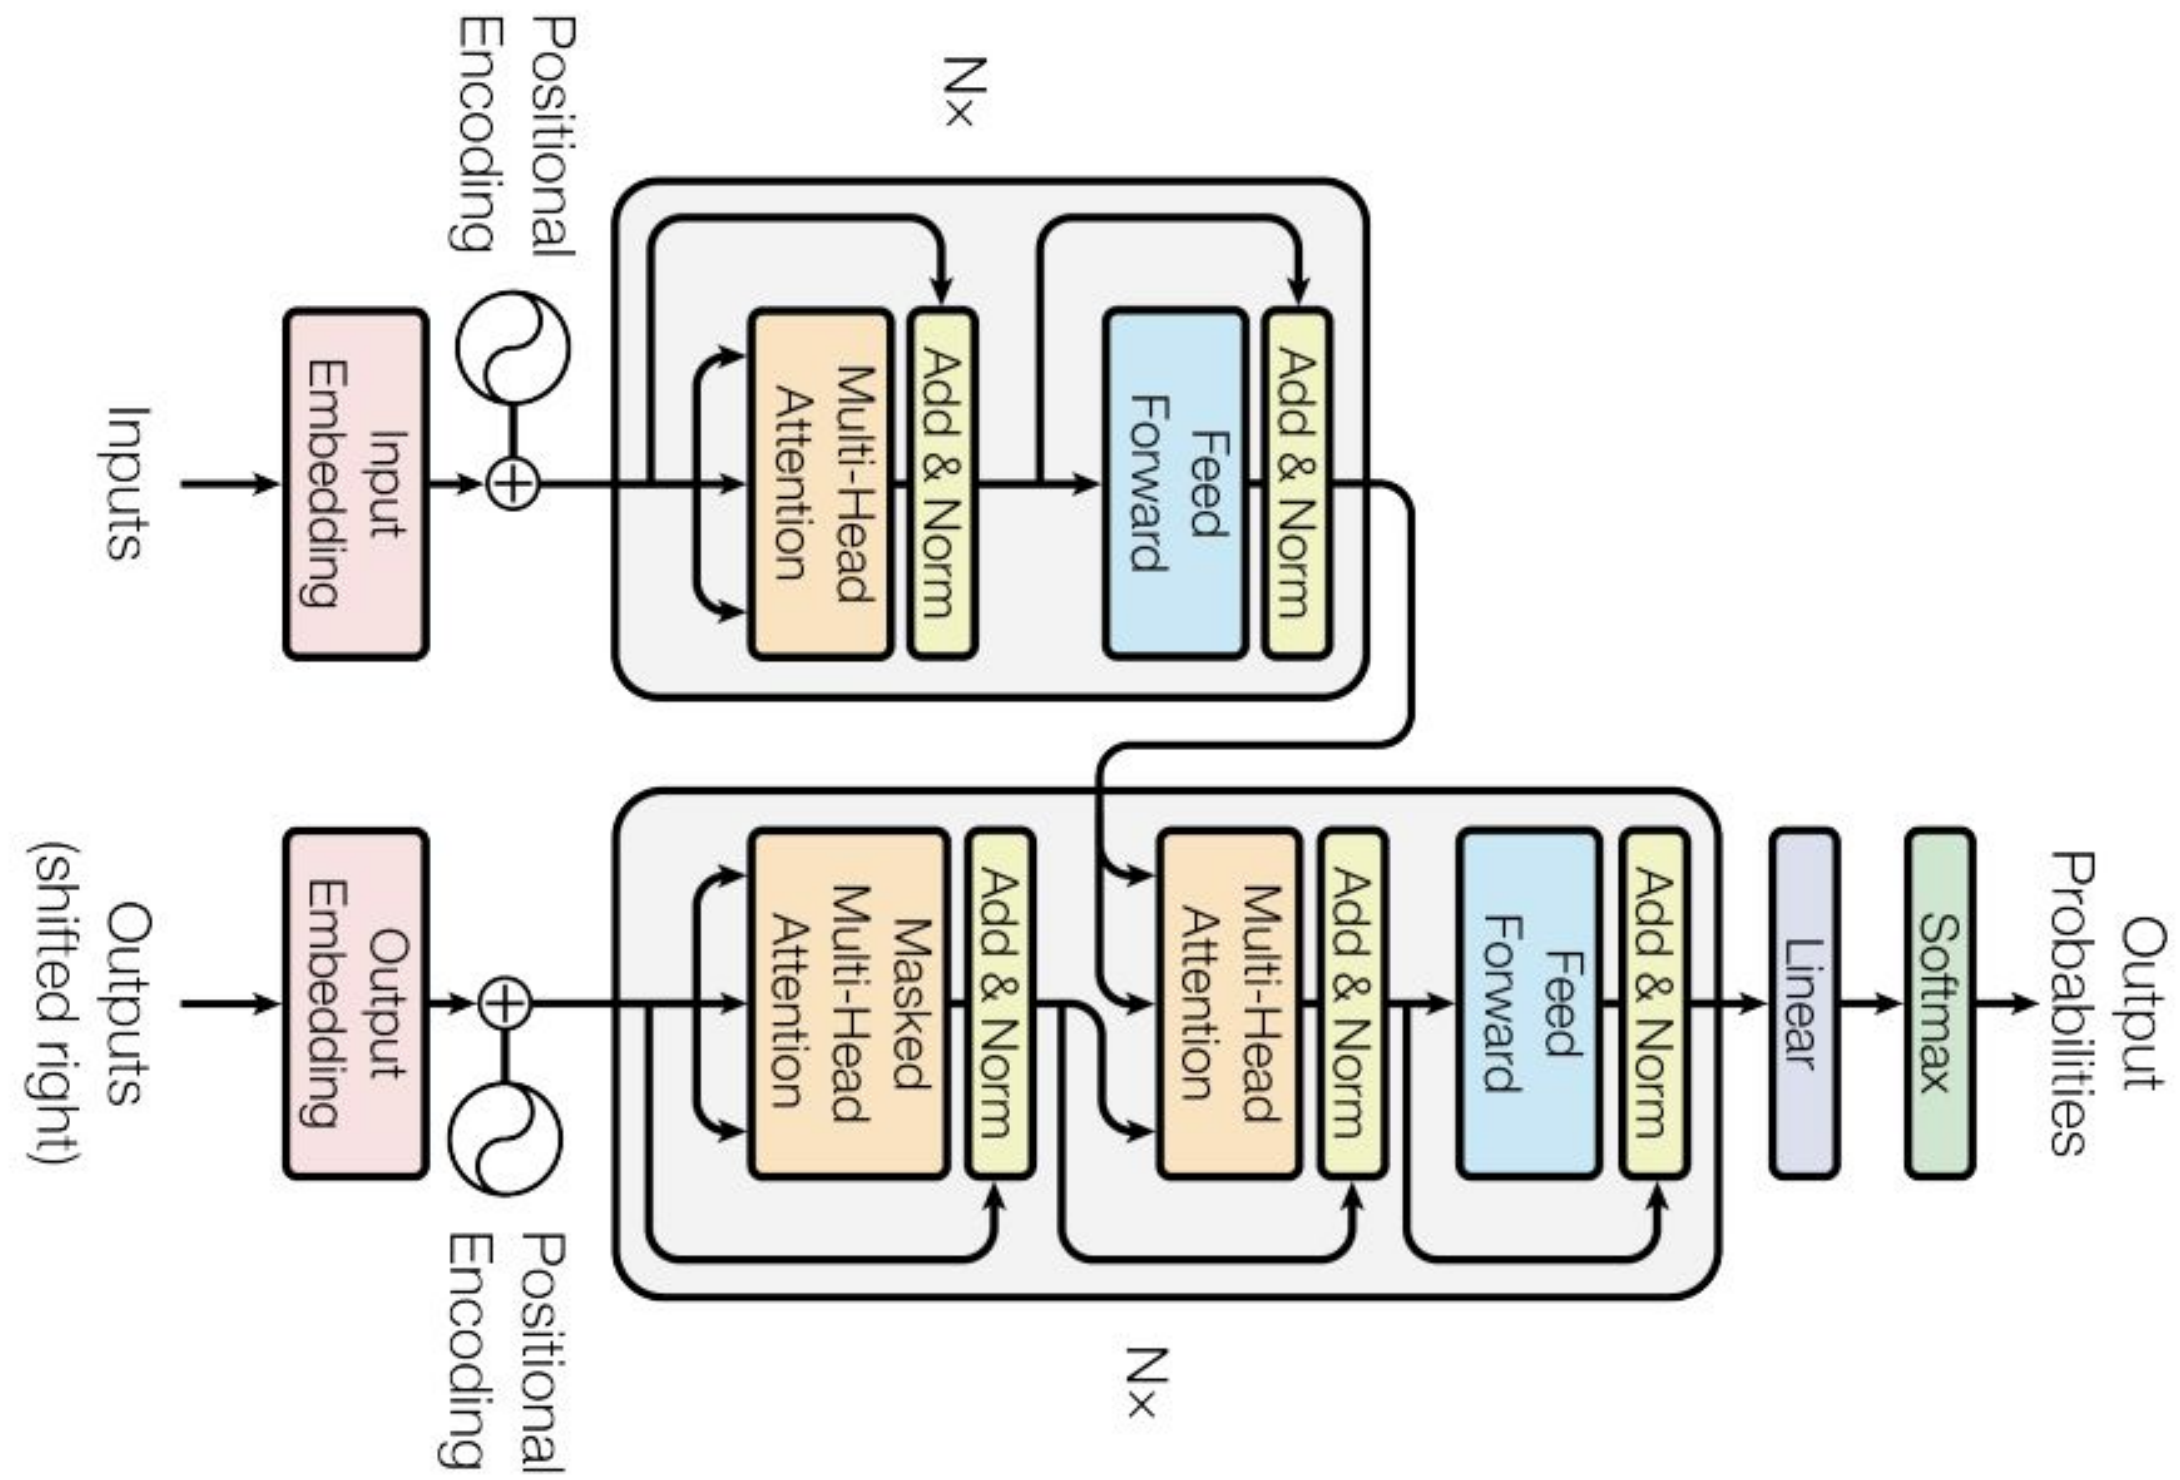 Output
Probabilities
Softmax
Linear
Add & Norm
Feed
Forward
Add & Norm
Multi-Head
Attention
Add & Norm
Masked
Multi-Head
Attention
Nx
Positional
Encoding
Output
Embedding
Outputs
(shifted right)
Add & Norm
Feed
Forward
Add & Norm
Multi-Head
Attention
Nx
Positional
Encoding
Input
Embedding
Inputs